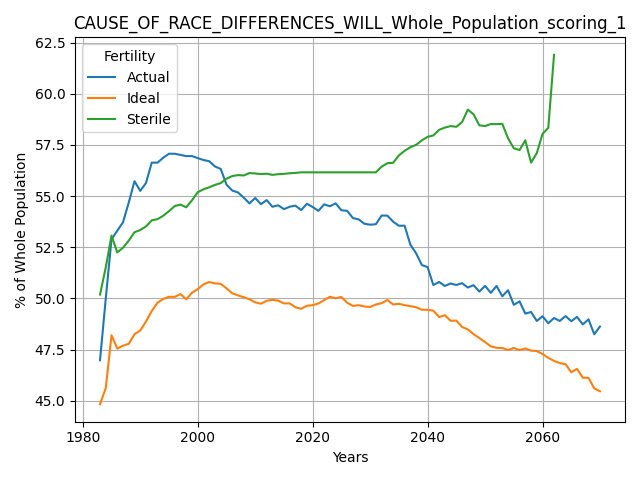 CAUSE_OF_RACE_DIFFERENCES_WILL_Whole_Population_scoring_1
62.5
60.0
57.5
55.0
52.5
50.0
47.5
45.0
% of Whole Population
Fertility
Actual
Ideal
Sterile
1980
2000
2020
2040
2060
Years